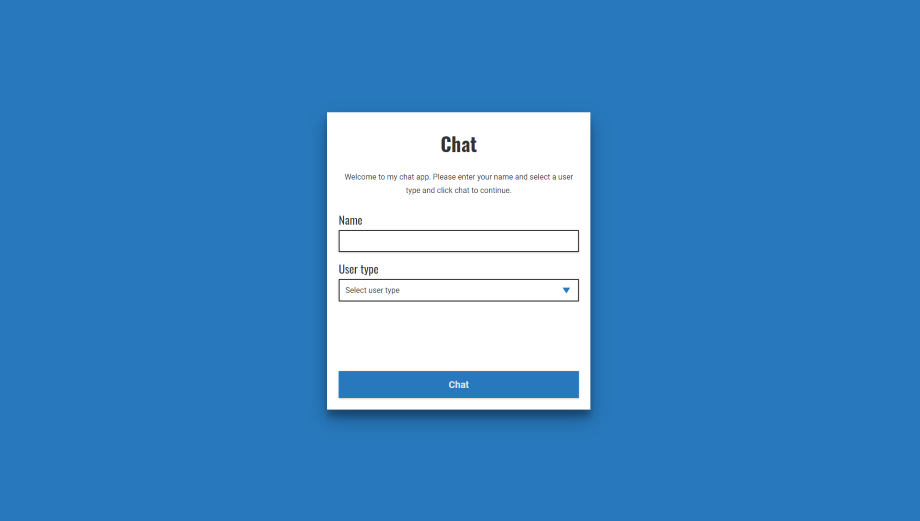 Chat
Welcome to my chat app. Please enter your name and select a user
type and click chat to continue.
Name
User type
Select user type
Chat